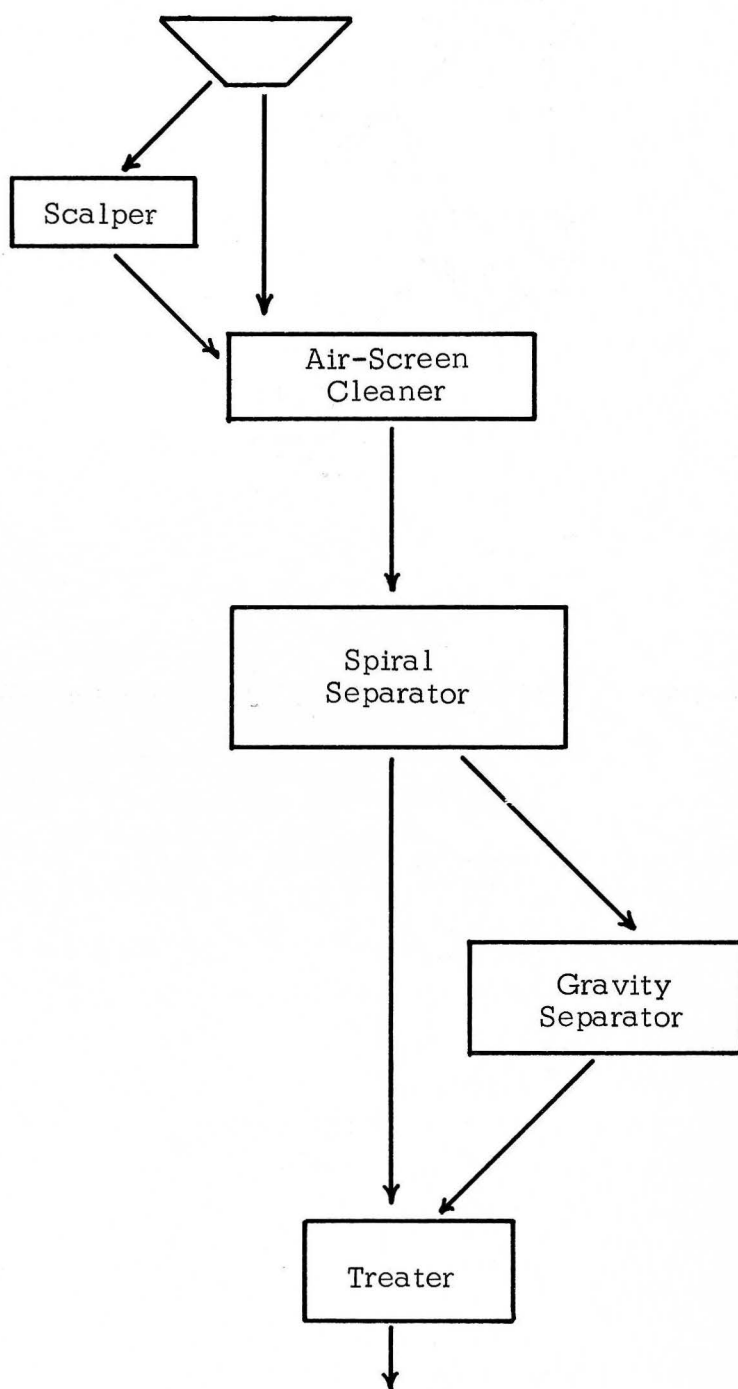 Scalper
Air-Screen
Cleaner
Spiral
Separator
Gravity
Separator
Treater